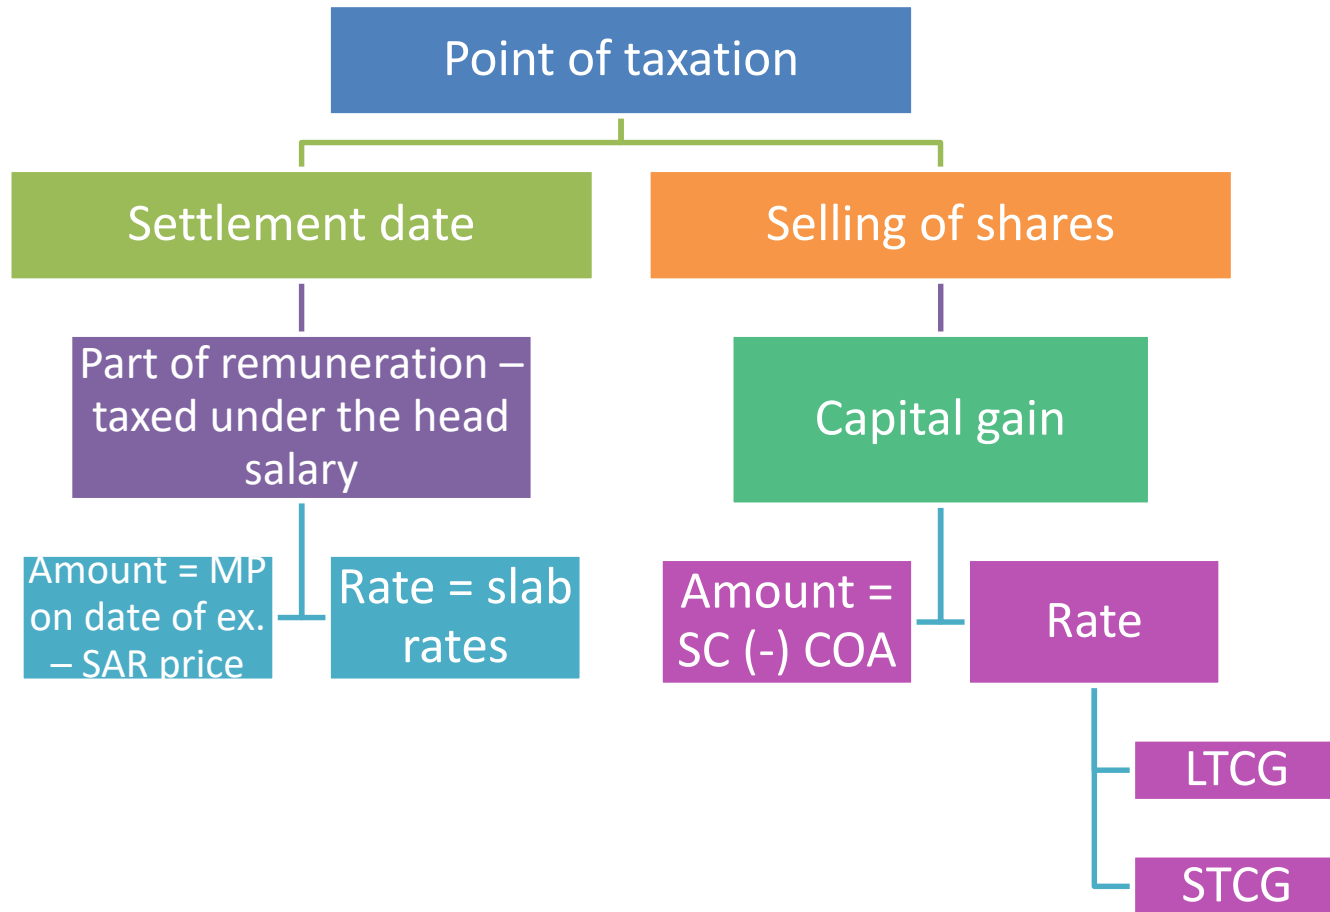 Point of taxation
Settlement date
Selling of shares
Part of remuneration –
taxed under the head
salary
Capital gain
Amount = MP
on date of ex.
– SAR price
Rate = slab
rates
Amount =
SC (-) COA
Rate
LTCG
STCG